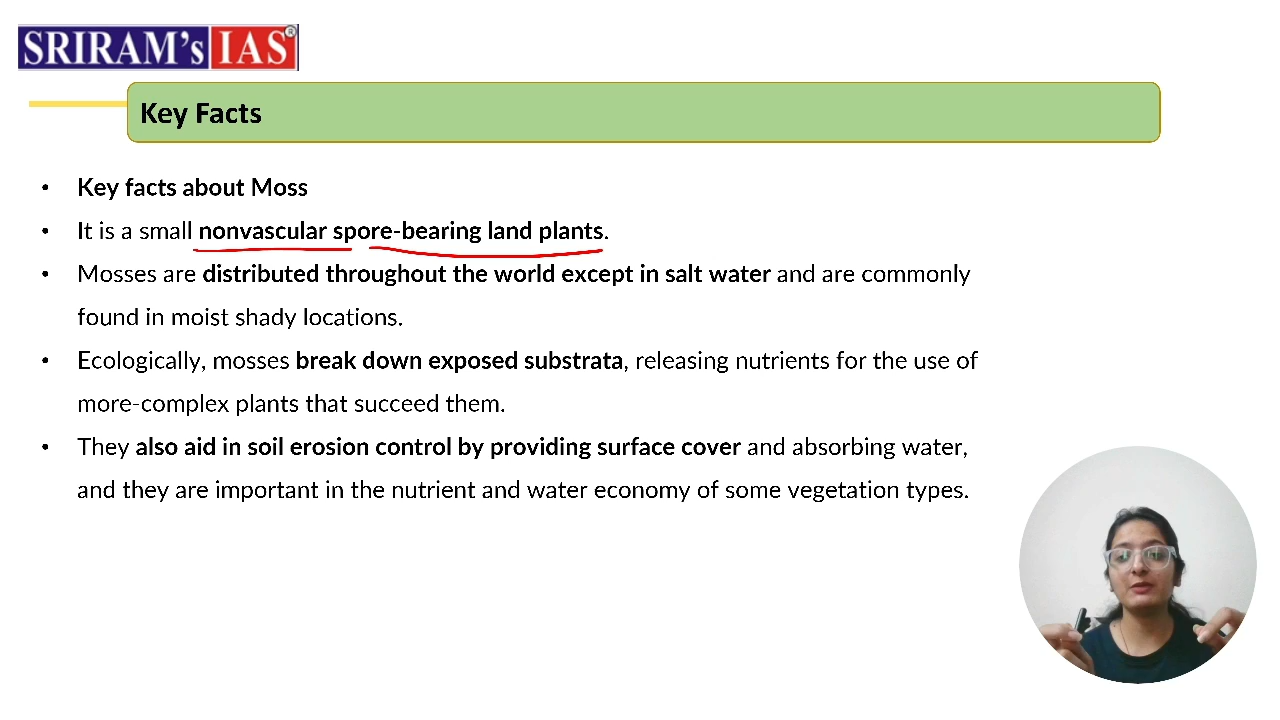 SRIRAM's IAS®
Key Facts
• Key facts about Moss
• It is a small nonvascular spore-bearing land plants.
• Mosses are distributed throughout the world except in salt water and are commonly
found in moist shady locations.
• Ecologically, mosses break down exposed substrata, releasing nutrients for the use of
more-complex plants that succeed them.
• They also aid in soil erosion control by providing surface cover and absorbing water,
and they are important in the nutrient and water economy of some vegetation types.